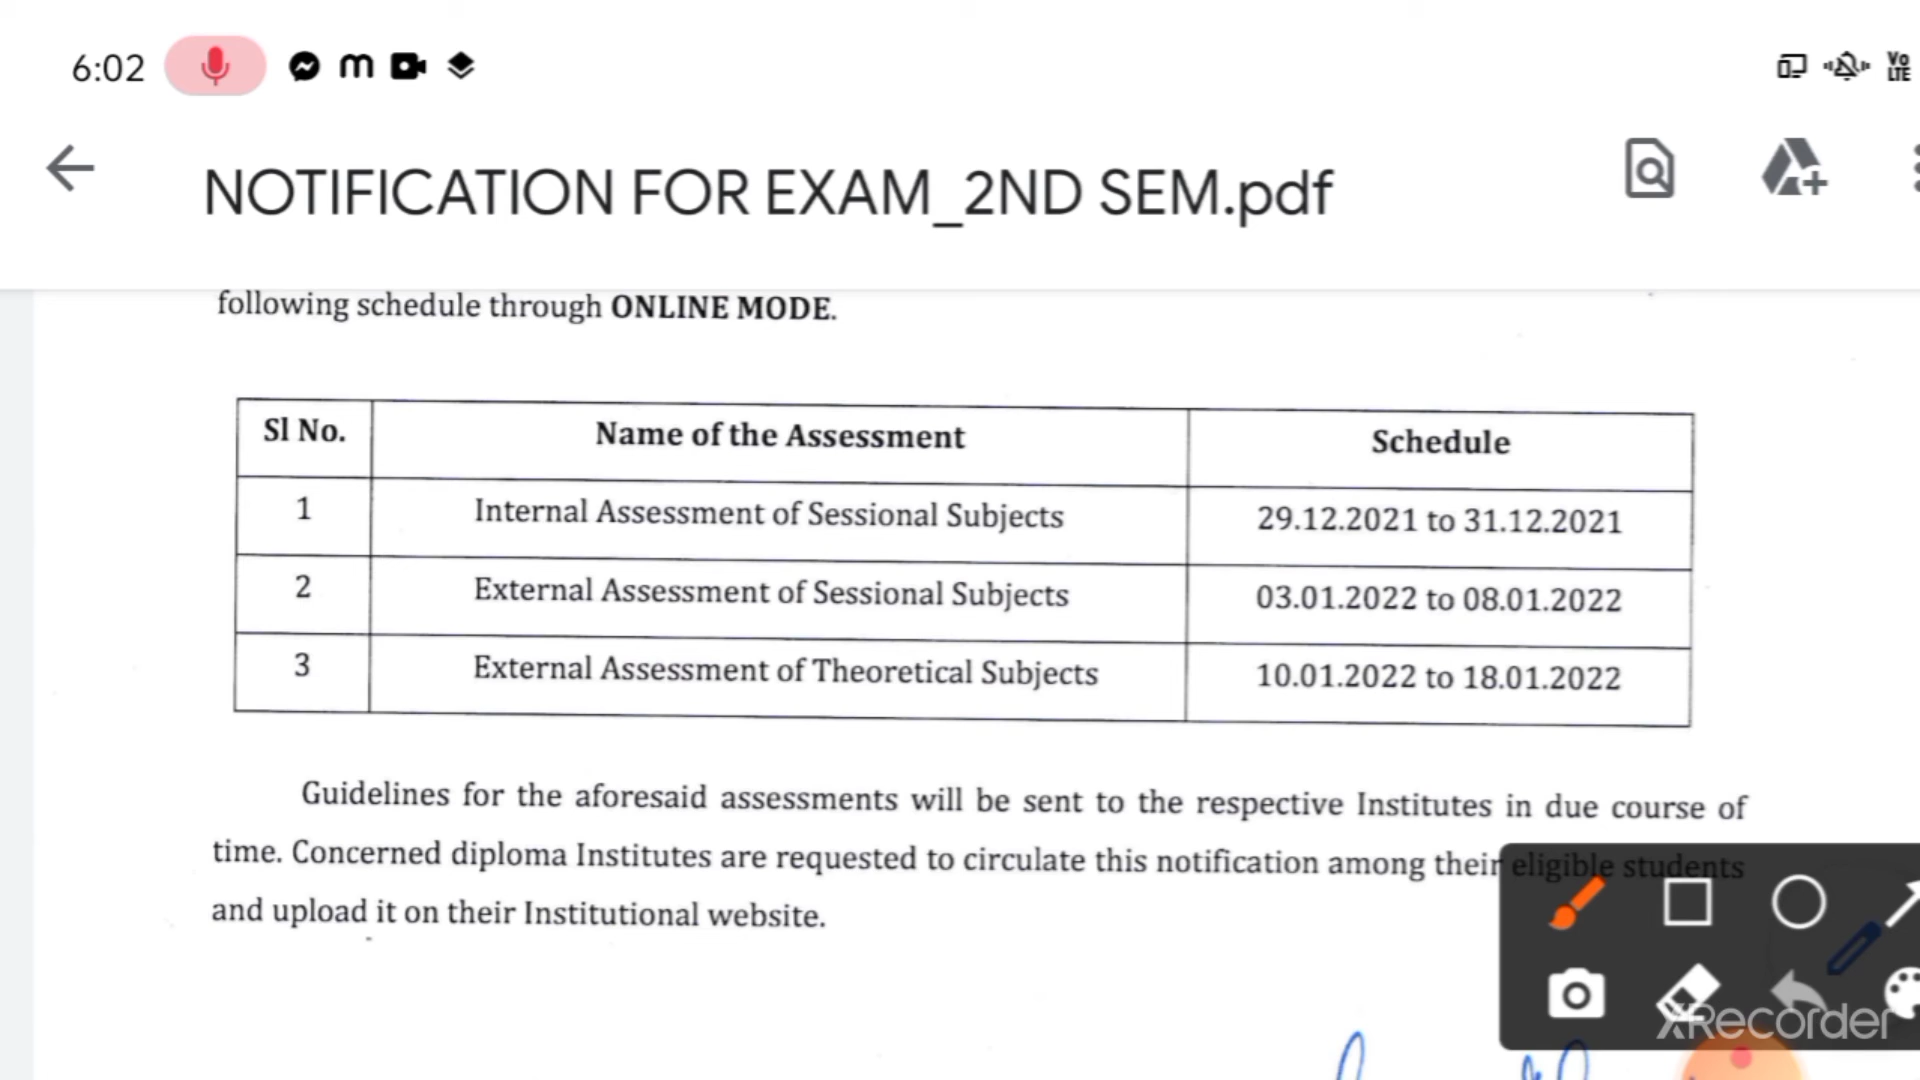 6:02
Vo
LTE
NOTIFICATION FOR EXAM_2ND SEM.pdf
following schedule through ONLINE MODE.
Sl No. Name of the Assessment Schedule
1 Internal Assessment of Sessional Subjects 29.12.2021 to 31.12.2021
2 External Assessment of Sessional Subjects 03.01.2022 to 08.01.2022
3 External Assessment of Theoretical Subjects 10.01.2022 to 18.01.2022
Guidelines for the aforesaid assessments will be sent to the respective Institutes in due course of
time. Concerned diploma Institutes are requested to circulate this notification among their eligible students
and upload it on their Institutional website.
XRecorder